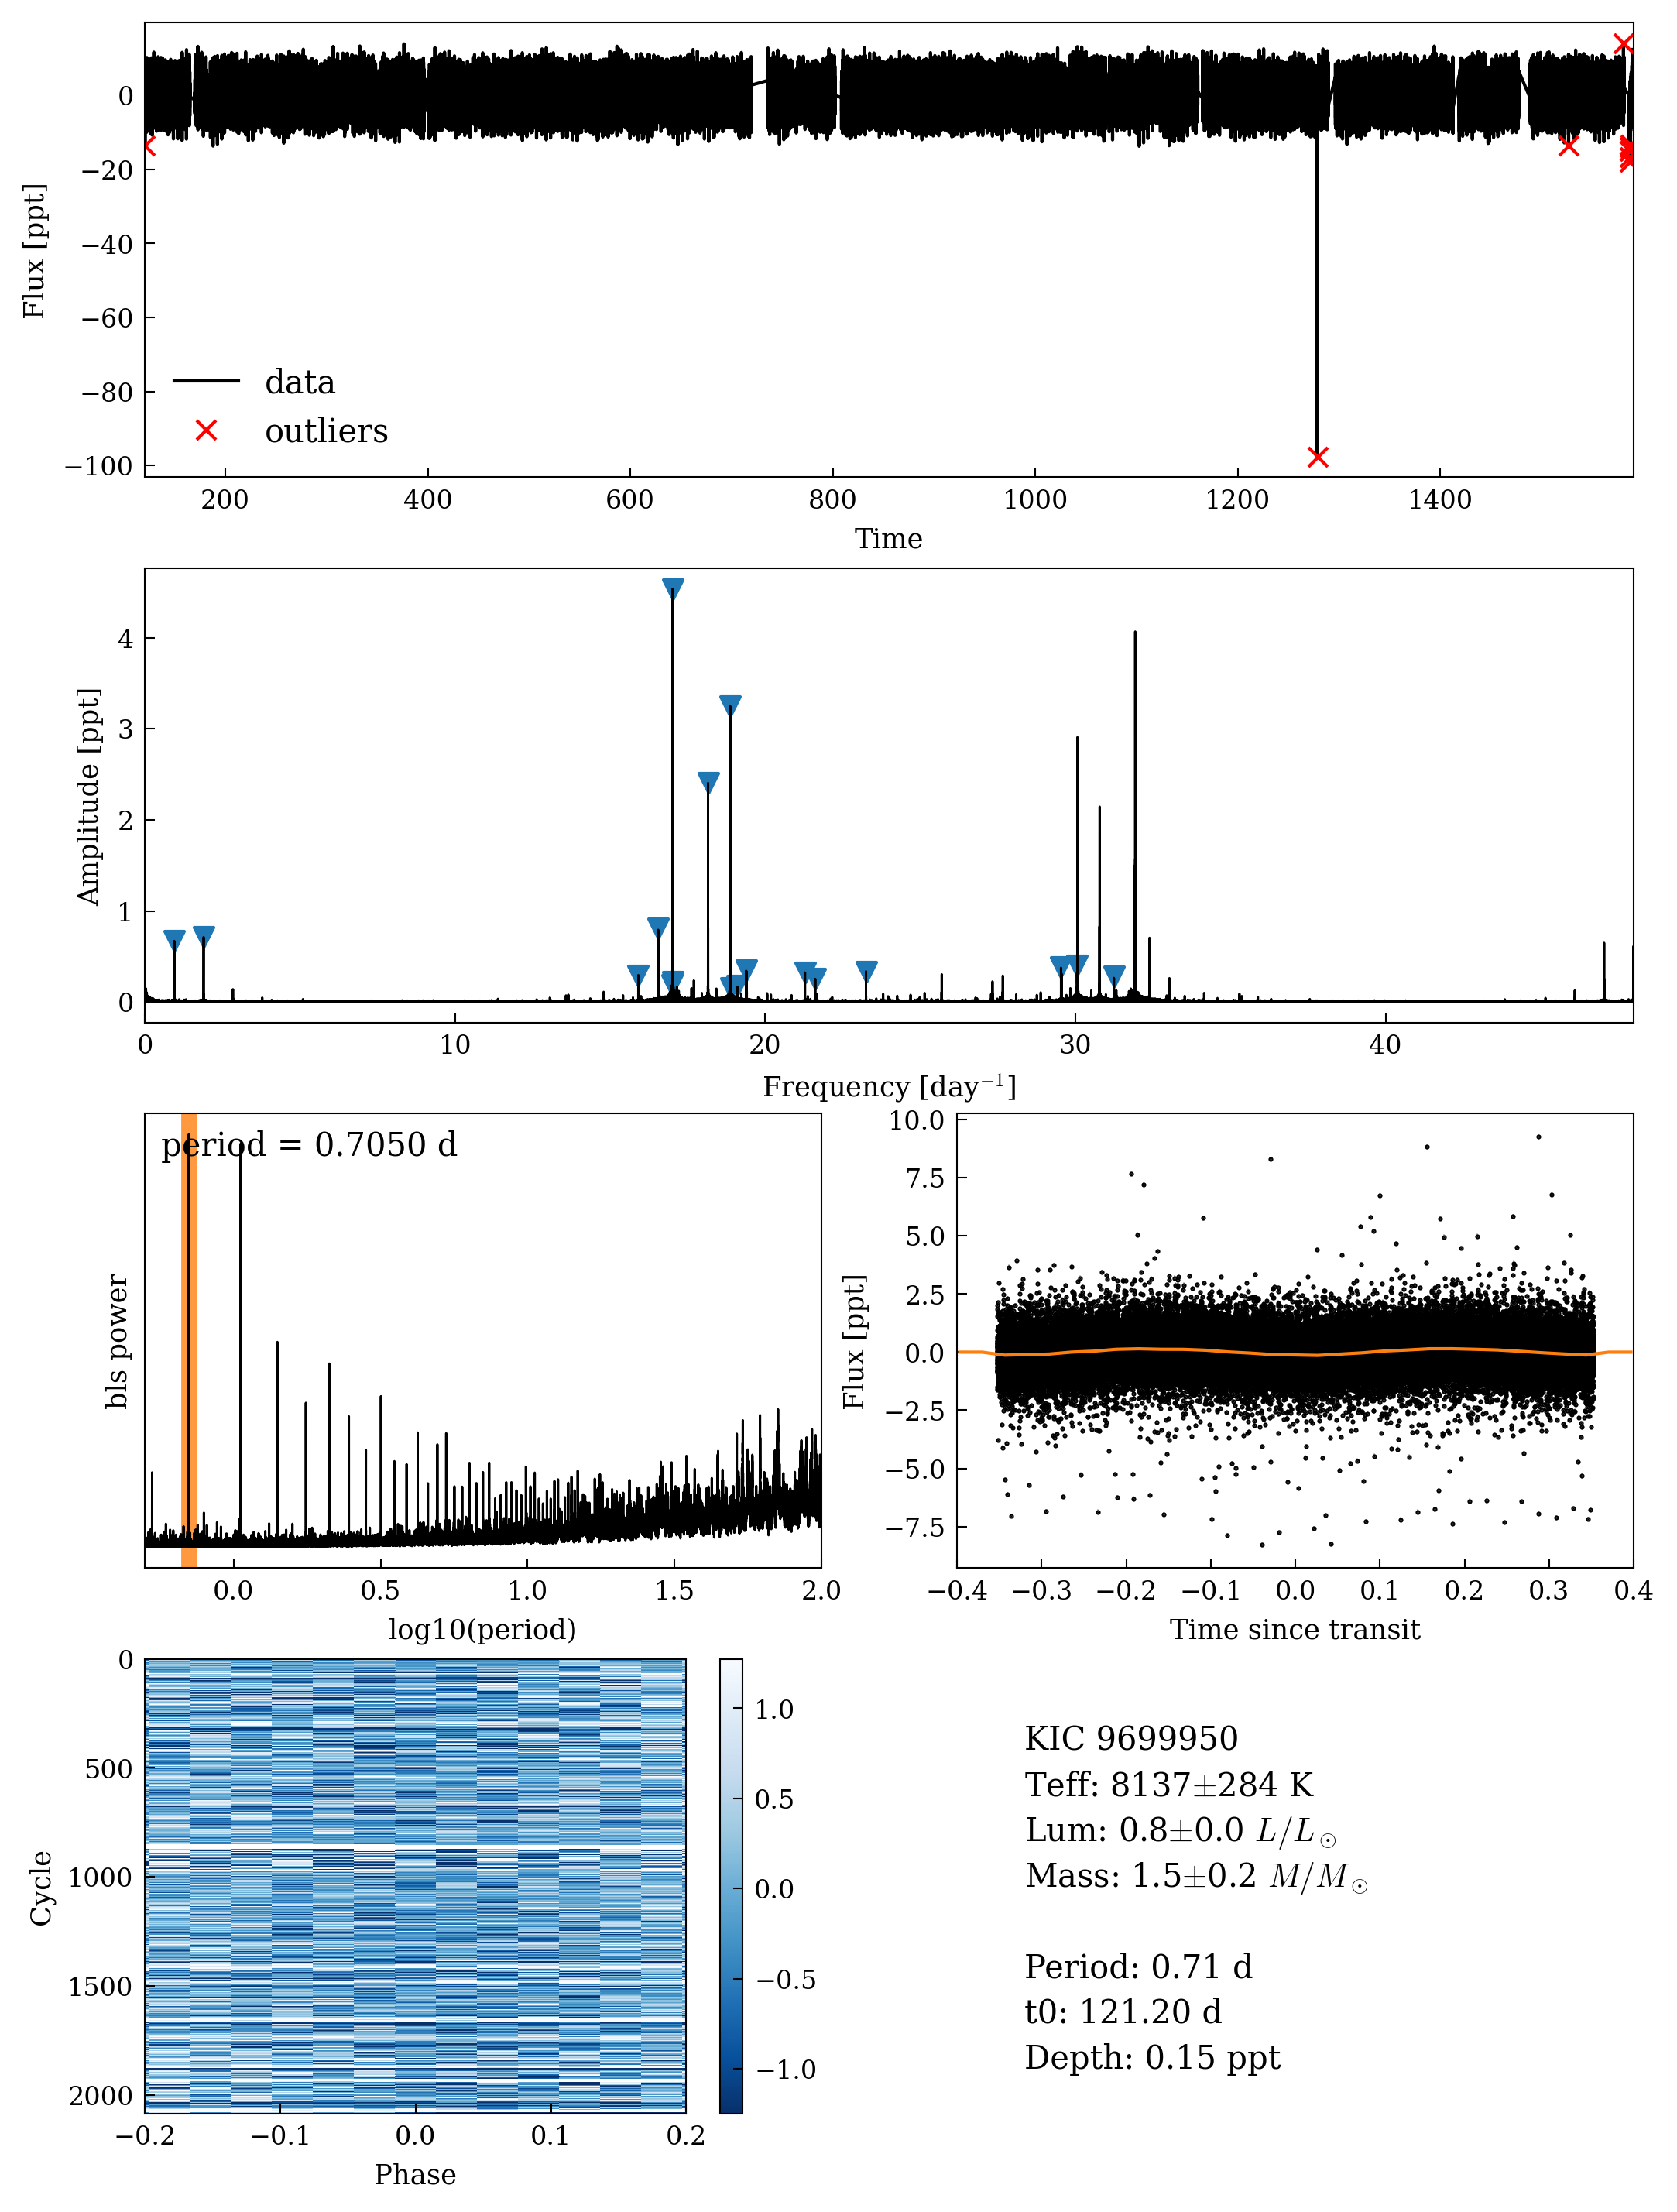 0
−20
−40
−60
−80
−100
Flux [ppt]
data
outliers
200 400 600 800 1000 1200 1400
Time
4
3
2
1
0
Amplitude [ppt]
0 10 20 30 40
Frequency [day⁻¹]
period = 0.7050 d
bls power
0.0 0.5 1.0 1.5 2.0
log10(period)
10.0
7.5
5.0
2.5
0.0
−2.5
−5.0
−7.5
Flux [ppt]
−0.4 −0.3 −0.2 −0.1 0.0 0.1 0.2 0.3 0.4
Time since transit
0
500
1000
1500
2000
Cycle
−0.2 −0.1 0.0 0.1 0.2
Phase
1.0
0.5
0.0
−0.5
−1.0
KIC 9699950
Teff: 8137±284 K
Lum: 0.8±0.0 L/L⊙
Mass: 1.5±0.2 M/M⊙
Period: 0.71 d
t0: 121.20 d
Depth: 0.15 ppt